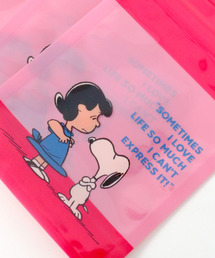 "SOMETIMES
I LOVE
LIFE SO MUCH
I CAN'T
EXPRESS IT!"